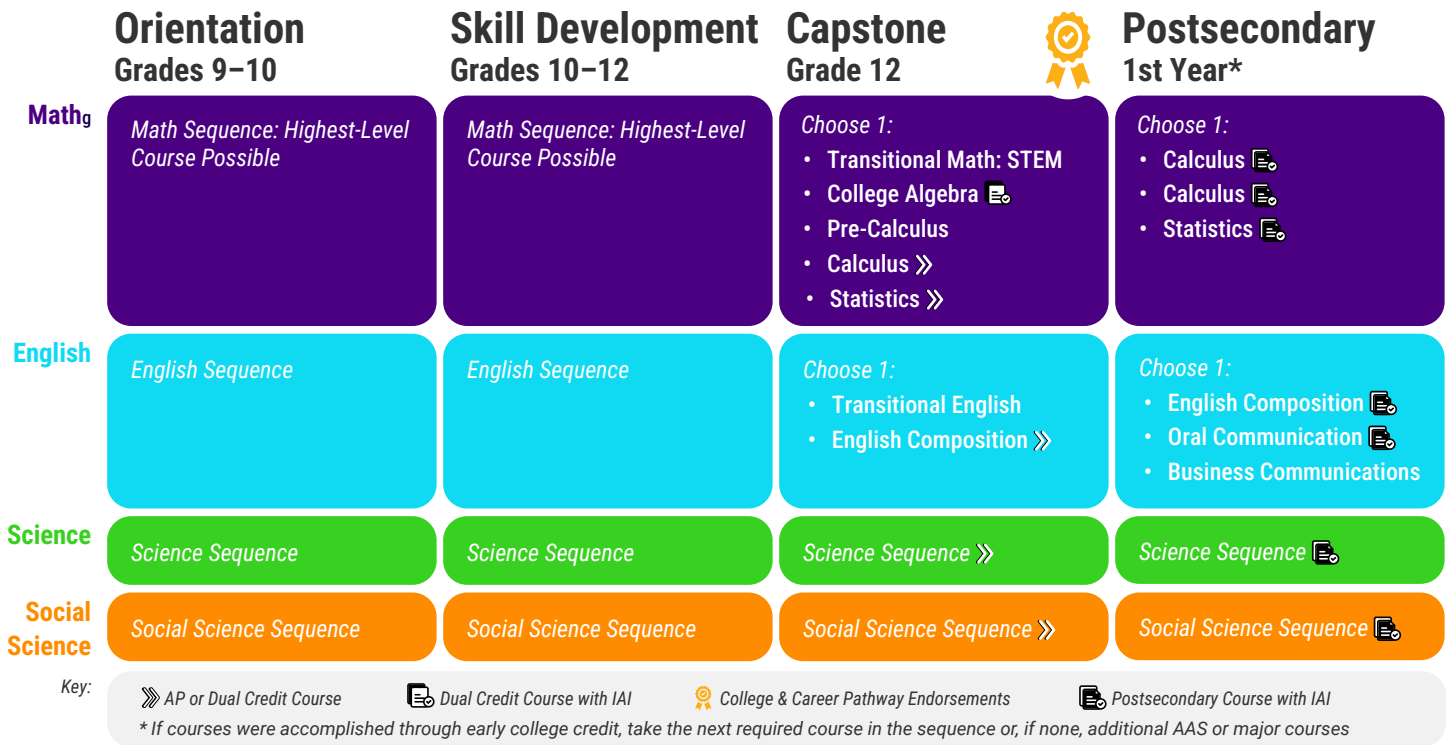 Orientation
Grades 9–10
Skill Development
Grades 10–12
Capstone
Grade 12
Postsecondary
1st Year*
Mathg
Math Sequence: Highest-Level
Course Possible
Math Sequence: Highest-Level
Course Possible
Choose 1:
• Transitional Math: STEM
• College Algebra
• Pre-Calculus
• Calculus
• Statistics
Choose 1:
• Calculus
• Calculus
• Statistics
English
English Sequence
English Sequence
Choose 1:
• Transitional English
• English Composition
Choose 1:
• English Composition
• Oral Communication
• Business Communications
Science
Science Sequence
Science Sequence
Science Sequence
Science Sequence
Social
Science
Social Science Sequence
Social Science Sequence
Social Science Sequence
Social Science Sequence
Key:
AP or Dual Credit Course
Dual Credit Course with IAI
College & Career Pathway Endorsements
Postsecondary Course with IAI
* If courses were accomplished through early college credit, take the next required course in the sequence or, if none, additional AAS or major courses